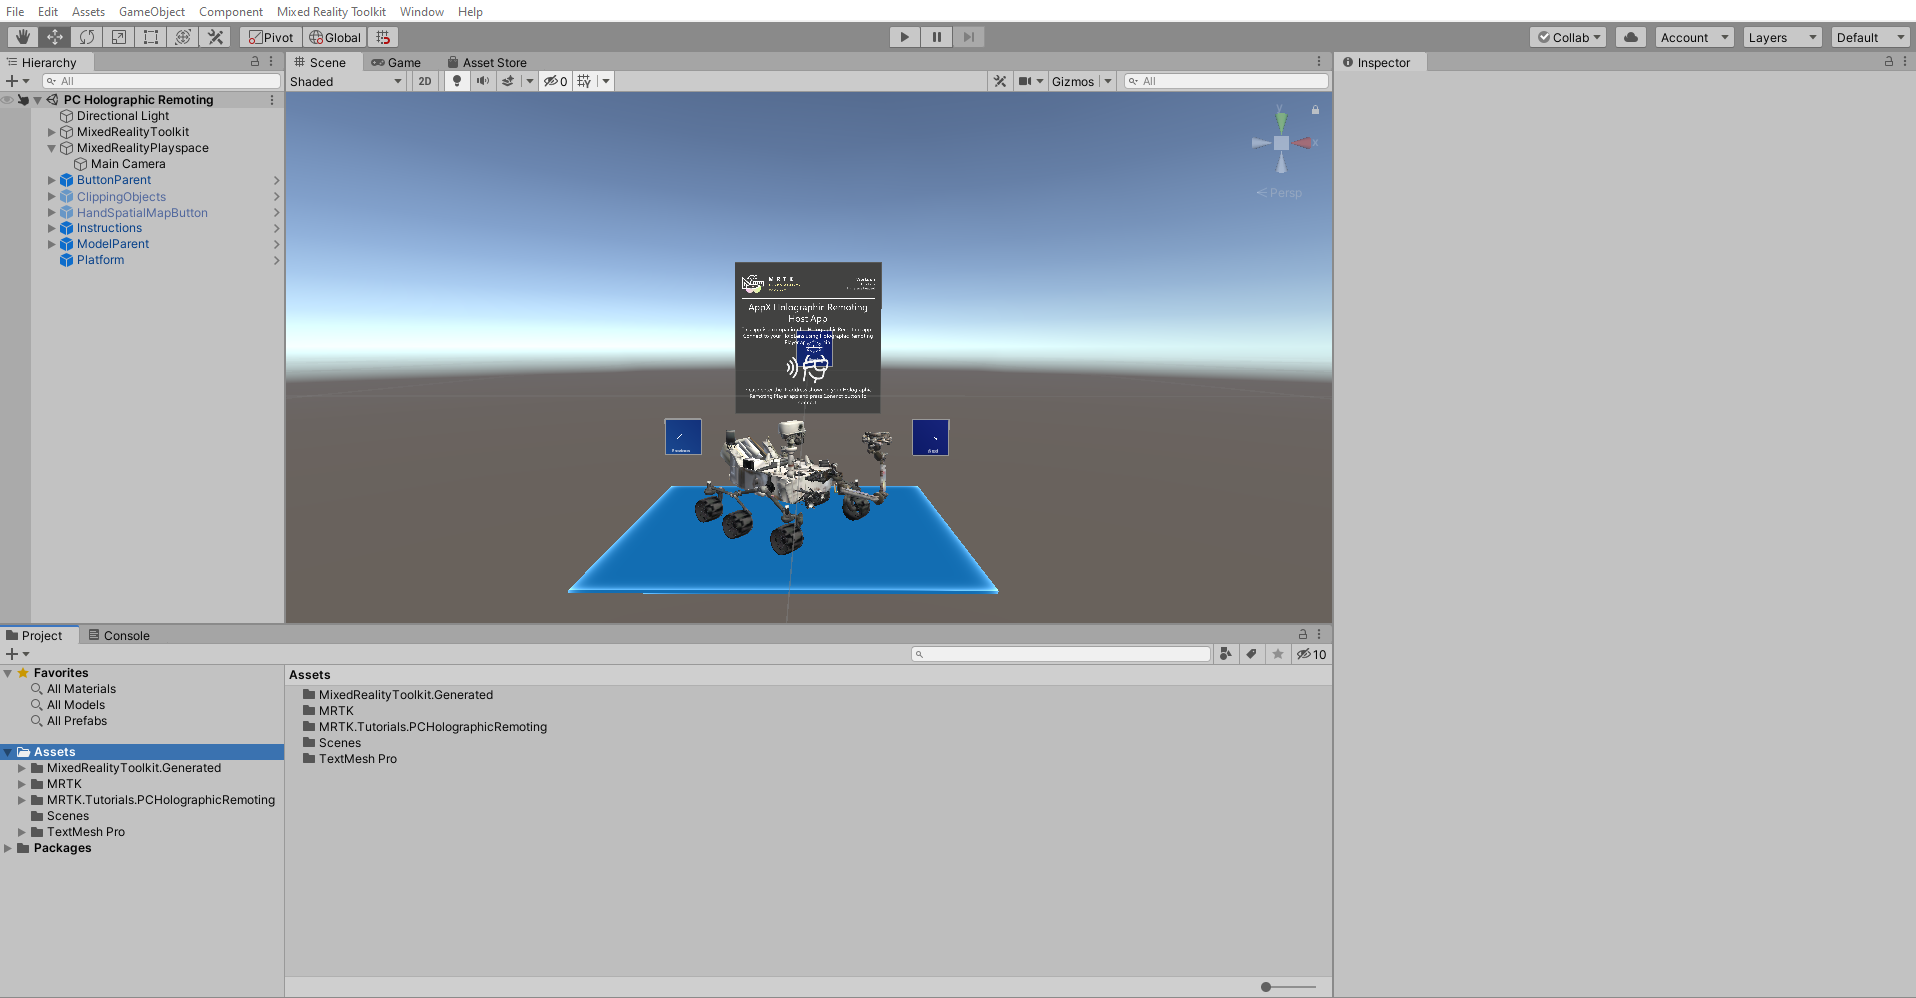 File Edit Assets GameObject Component Mixed Reality Toolkit Window Help
Pivot Global Collab Account Layers Default
Hierarchy
All
PC Holographic Remoting
Directional Light
MixedRealityToolkit
MixedRealityPlayspace
Main Camera
ButtonParent
ClippingObjects
HandSpatialMapButton
Instructions
ModelParent
Platform
Scene Game Asset Store
Shaded 2D 0 Gizmos All
y
x
Persp
MRTK
AppX Holographic Remoting
Host App
Inspector
Project Console
10
Favorites
All Materials
All Models
All Prefabs
Assets
MixedRealityToolkit.Generated
MRTK
MRTK.Tutorials.PCHolographicRemoting
Scenes
TextMesh Pro
Packages
Assets
MixedRealityToolkit.Generated
MRTK
MRTK.Tutorials.PCHolographicRemoting
Scenes
TextMesh Pro